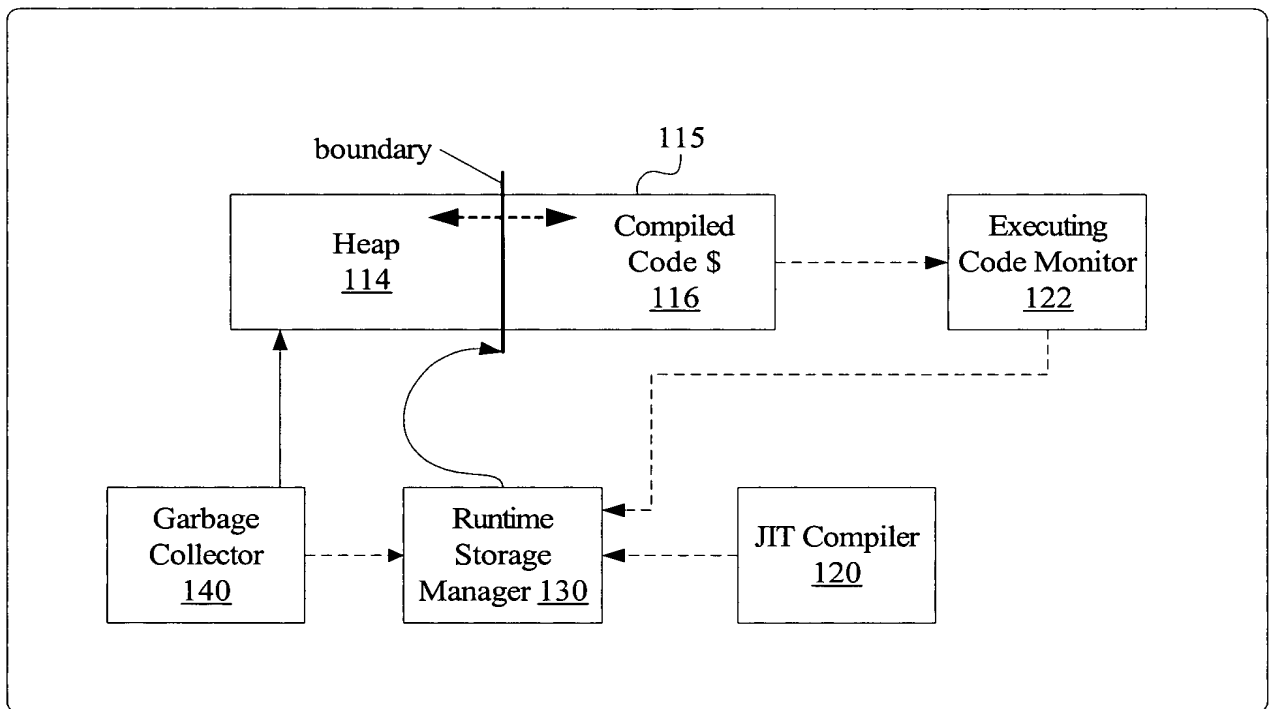 115
boundary
Heap
114
Compiled
Code $
116
Executing
Code Monitor
122
Garbage
Collector
140
Runtime
Storage
Manager 130
JIT Compiler
120